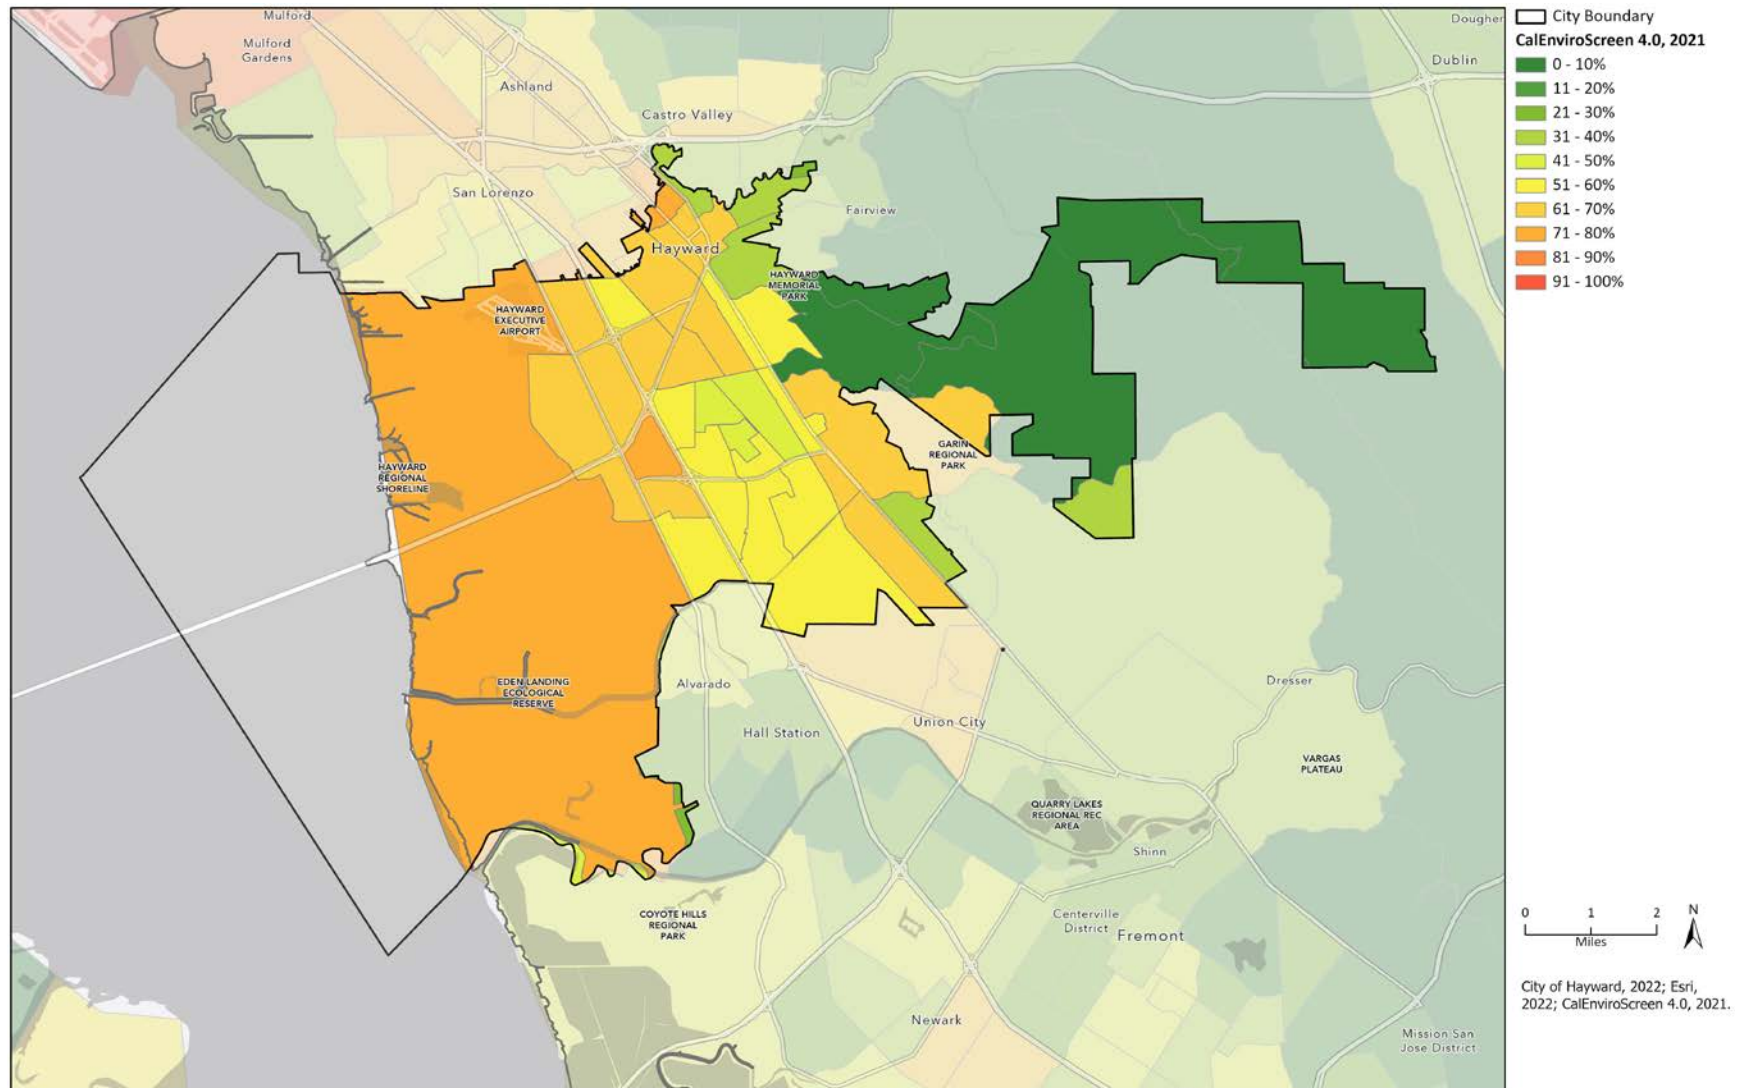 Mulford
Mulford
Gardens
Ashland
Castro Valley
Dougher
Dublin
San Lorenzo
Fairview
Hayward
HAYWARD
MEMORIAL
PARK
HAYWARD
EXECUTIVE
AIRPORT
GARIN
REGIONAL
PARK
HAYWARD
REGIONAL
SHORELINE
EDEN LANDING
ECOLOGICAL
RESERVE
Alvarado
Dresser
Hall Station
Union City
VARGAS
PLATEAU
QUARRY LAKES
REGIONAL REC
AREA
Shinn
COYOTE HILLS
REGIONAL
PARK
Centerville
District
Fremont
Newark
Mission San
Jose District
City Boundary
CalEnviroScreen 4.0, 2021
0 - 10%
11 - 20%
21 - 30%
31 - 40%
41 - 50%
51 - 60%
61 - 70%
71 - 80%
81 - 90%
91 - 100%
0 1 2 N
Miles
City of Hayward, 2022; Esri,
2022; CalEnviroScreen 4.0, 2021.